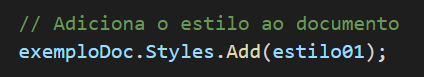 // Adiciona o estilo ao documento
exemploDoc.Styles.Add(estilo01);